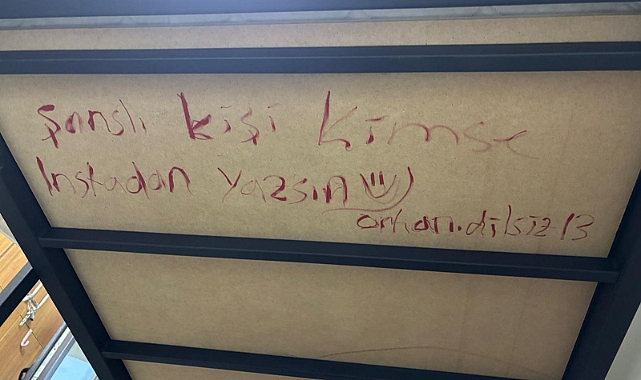 Şanslı kişi kimse
Instadan yazsın
orhan.dilsiz13